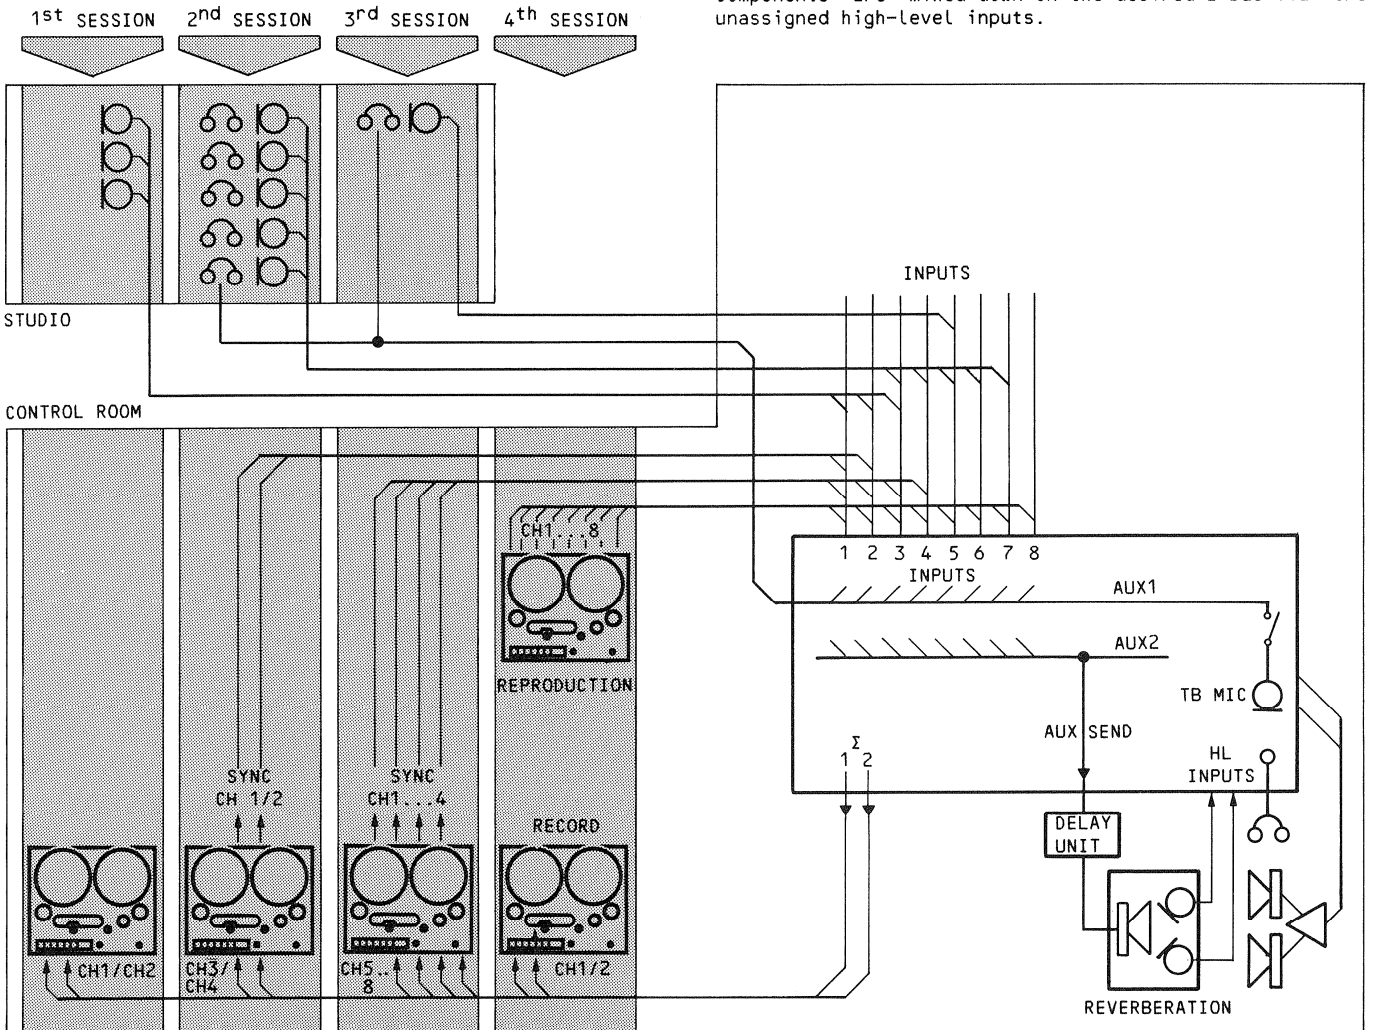 unassigned high-level inputs.
1st SESSION
2nd SESSION
3rd SESSION
4th SESSION
STUDIO
INPUTS
CONTROL ROOM
CH1...8
1 2 3 4 5 6 7 8
INPUTS
AUX1
AUX2
REPRODUCTION
TB MIC
AUX SEND
Σ
1 2
HL
INPUTS
SYNC
CH 1/2
SYNC
CH1...4
RECORD
DELAY
UNIT
CH1/CH2
CH3/
CH4
CH5..
8
CH1/2
REVERBERATION